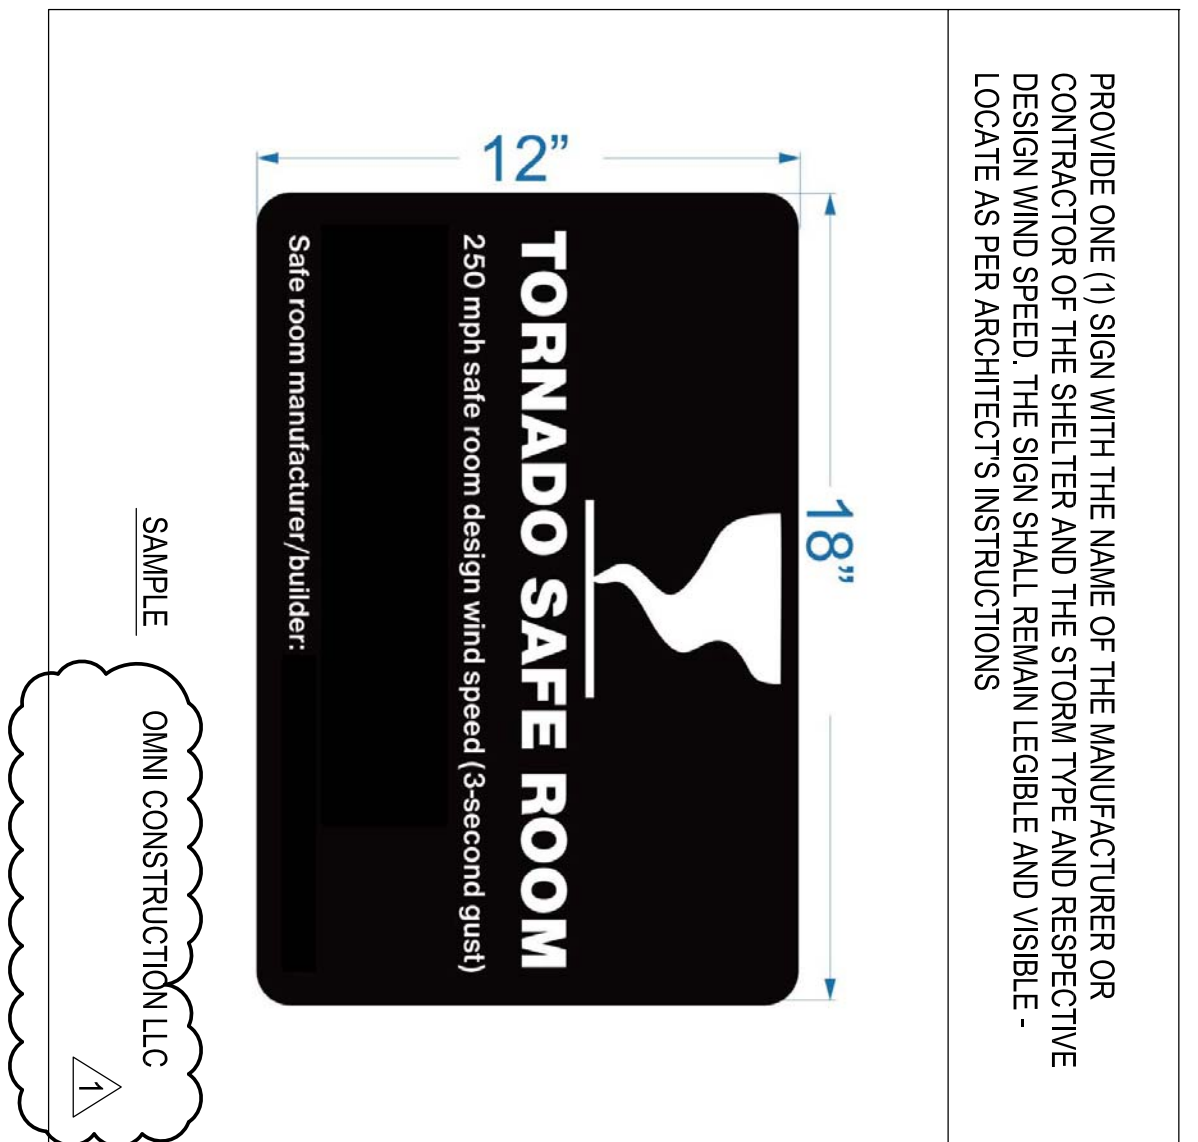 PROVIDE ONE (1) SIGN WITH THE NAME OF THE MANUFACTURER OR
CONTRACTOR OF THE SHELTER AND THE STORM TYPE AND RESPECTIVE
DESIGN WIND SPEED. THE SIGN SHALL REMAIN LEGIBLE AND VISIBLE -
LOCATE AS PER ARCHITECT'S INSTRUCTIONS
18”
12”
TORNADO SAFE ROOM
250 mph safe room design wind speed (3-second gust)
Safe room manufacturer/builder:
SAMPLE
OMNI CONSTRUCTION LLC
1